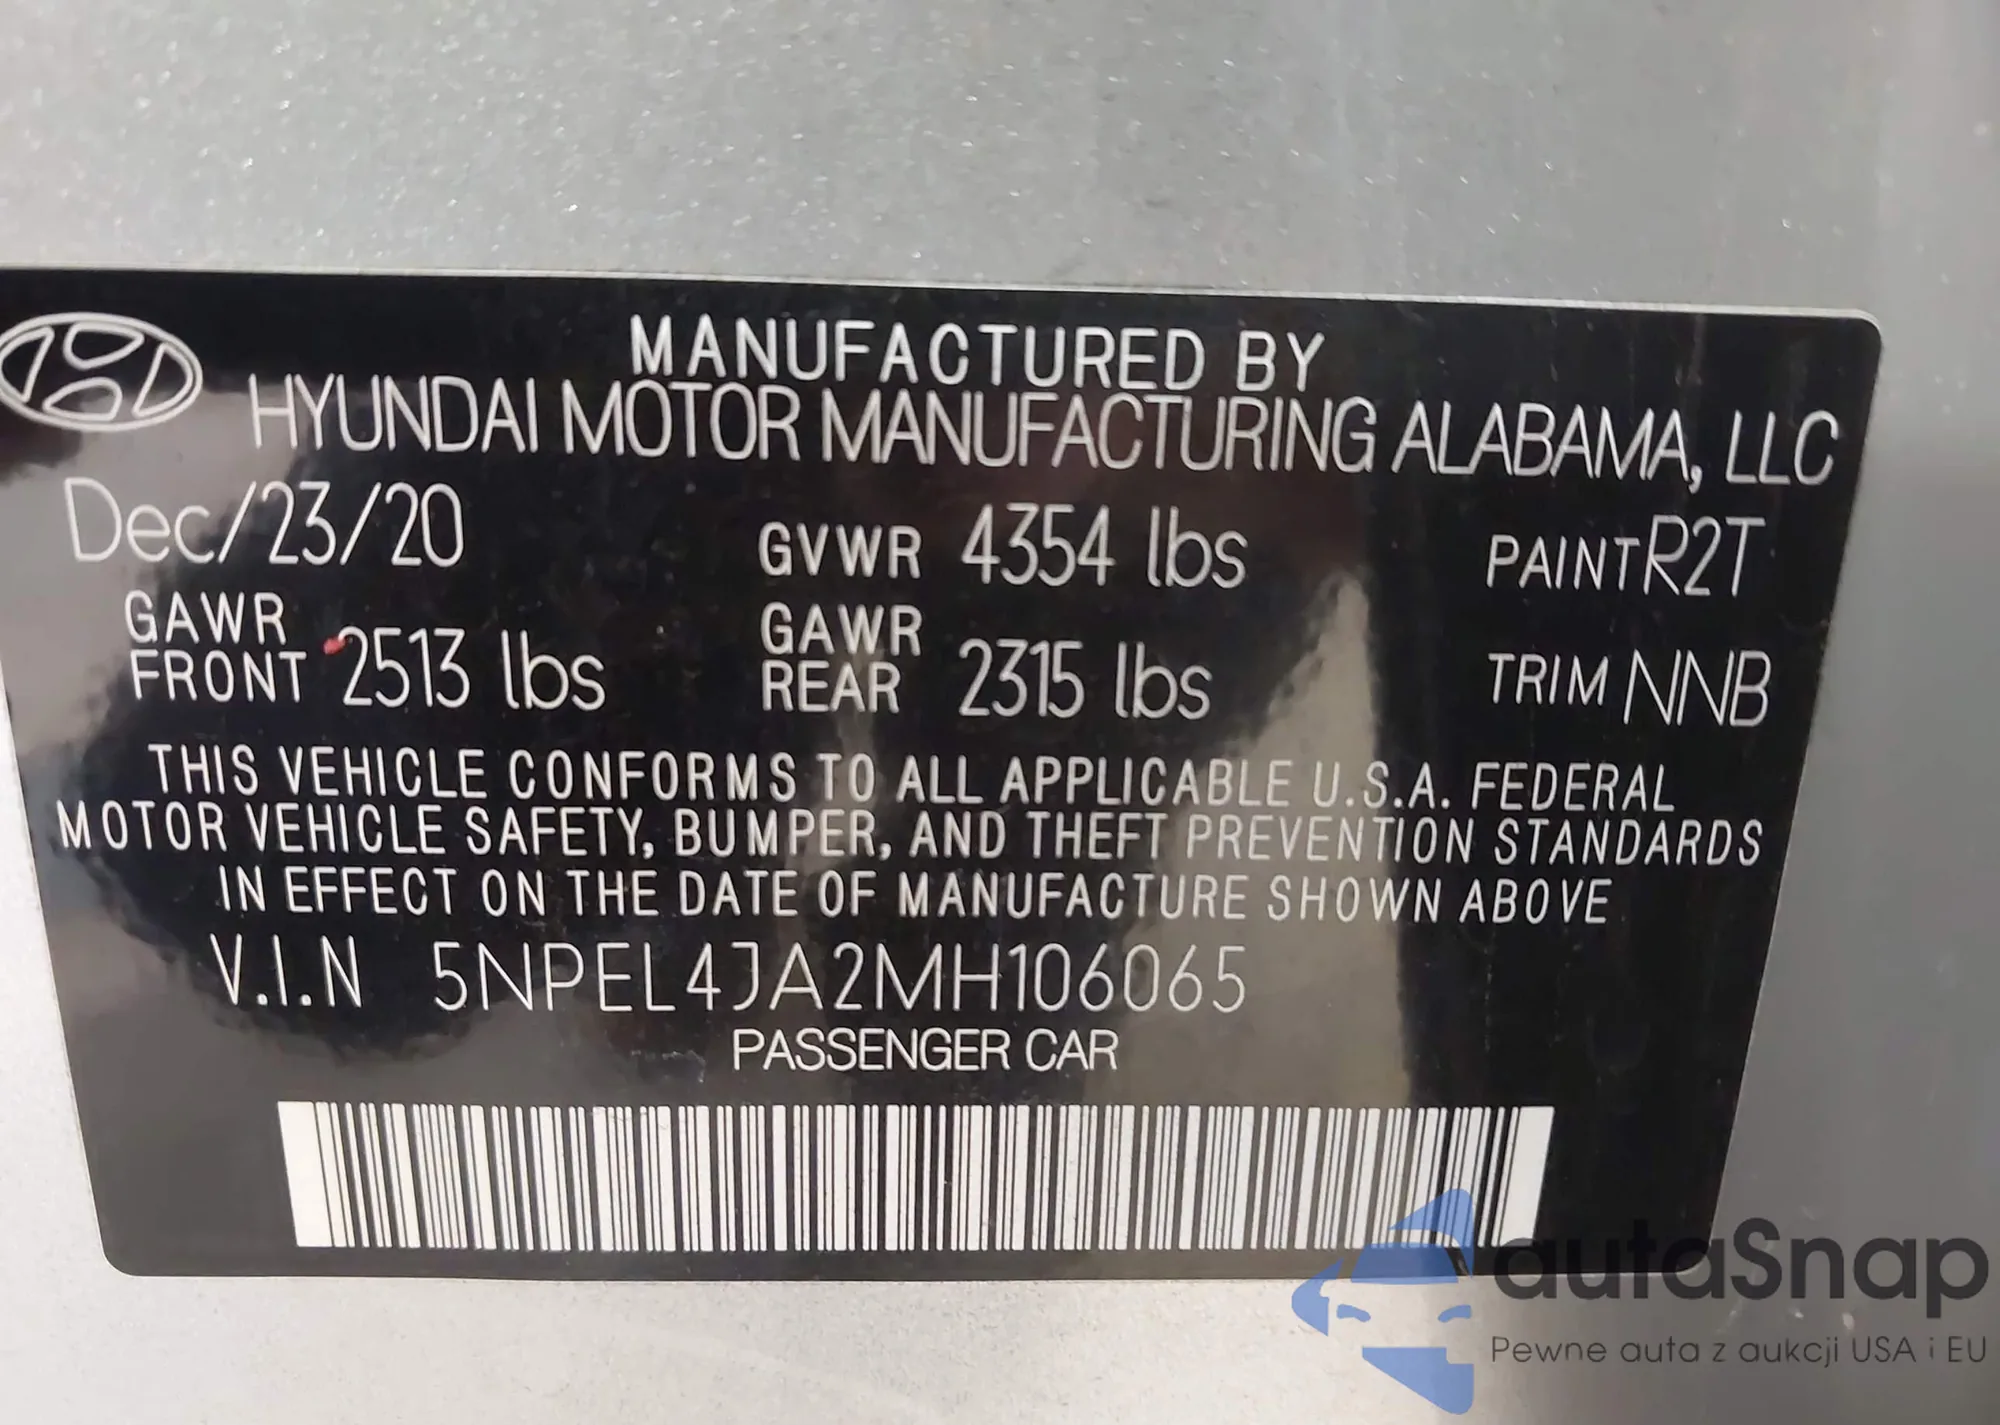 MANUFACTURED BY
HYUNDAI MOTOR MANUFACTURING ALABAMA, LLC
Dec/23/20 GVWR 4354 lbs PAINT R2T
GAWR FRONT 2513 lbs GAWR REAR 2315 lbs TRIM NNB
THIS VEHICLE CONFORMS TO ALL APPLICABLE U.S.A. FEDERAL
MOTOR VEHICLE SAFETY, BUMPER, AND THEFT PREVENTION STANDARDS
IN EFFECT ON THE DATE OF MANUFACTURE SHOWN ABOVE
V.I.N 5NPEL4JA2MH106065
PASSENGER CAR
autaSnap
Pewne auta z aukcji USA i EU